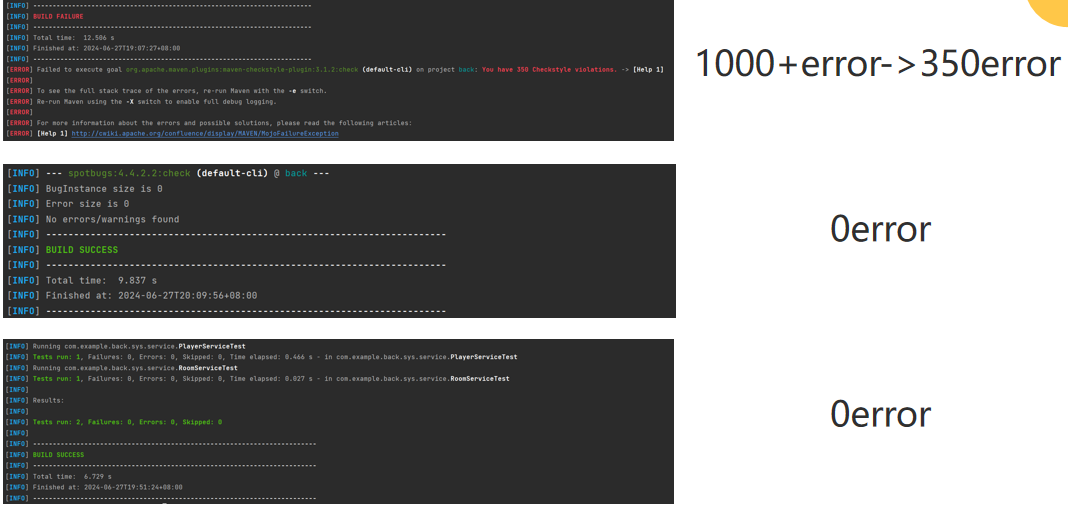 [INFO] ------------------------------------------------------------------------
[INFO] BUILD FAILURE
[INFO] ------------------------------------------------------------------------
[INFO] Total time:  12.506 s
[INFO] Finished at: 2024-06-27T19:07:27+08:00
[INFO] ------------------------------------------------------------------------
[ERROR] Failed to execute goal org.apache.maven.plugins:maven-checkstyle-plugin:3.1.2:check (default-cli) on project back: You have 350 Checkstyle violations. -> [Help 1]
[ERROR]
[ERROR] To see the full stack trace of the errors, re-run Maven with the -e switch.
[ERROR] Re-run Maven using the -X switch to enable full debug logging.
[ERROR]
[ERROR] For more information about the errors and possible solutions, please read the following articles:
[ERROR] [Help 1] http://cwiki.apache.org/confluence/display/MAVEN/MojoFailureException
1000+error->350error
[INFO] --- spotbugs:4.4.2.2:check (default-cli) @ back ---
[INFO] BugInstance size is 0
[INFO] Error size is 0
[INFO] No errors/warnings found
[INFO] ------------------------------------------------------------------------
[INFO] BUILD SUCCESS
[INFO] ------------------------------------------------------------------------
[INFO] Total time:  9.837 s
[INFO] Finished at: 2024-06-27T20:09:56+08:00
[INFO] ------------------------------------------------------------------------
0error
[INFO] Running com.example.back.sys.service.PlayerServiceTest
[INFO] Tests run: 1, Failures: 0, Errors: 0, Skipped: 0, Time elapsed: 0.466 s - in com.example.back.sys.service.PlayerServiceTest
[INFO] Running com.example.back.sys.service.RoomServiceTest
[INFO] Tests run: 1, Failures: 0, Errors: 0, Skipped: 0, Time elapsed: 0.027 s - in com.example.back.sys.service.RoomServiceTest
[INFO]
[INFO] Results:
[INFO]
[INFO] Tests run: 2, Failures: 0, Errors: 0, Skipped: 0
[INFO]
[INFO] ------------------------------------------------------------------------
[INFO] BUILD SUCCESS
[INFO] ------------------------------------------------------------------------
[INFO] Total time:  6.729 s
[INFO] Finished at: 2024-06-27T19:51:24+08:00
[INFO] ------------------------------------------------------------------------
0error